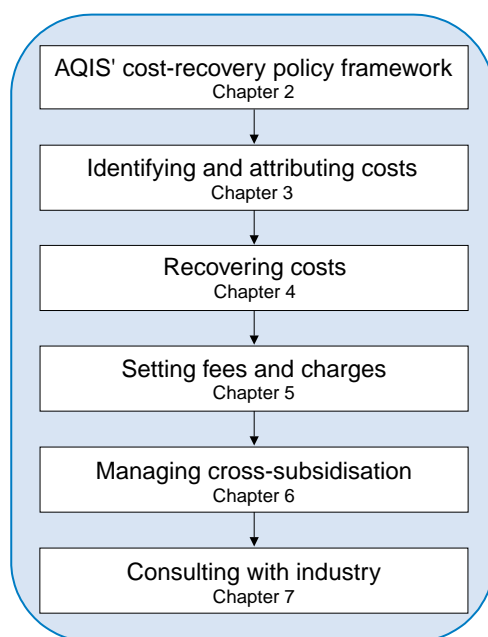 AQIS' cost-recovery policy framework
Chapter 2
Identifying and attributing costs
Chapter 3
Recovering costs
Chapter 4
Setting fees and charges
Chapter 5
Managing cross-subsidisation
Chapter 6
Consulting with industry
Chapter 7